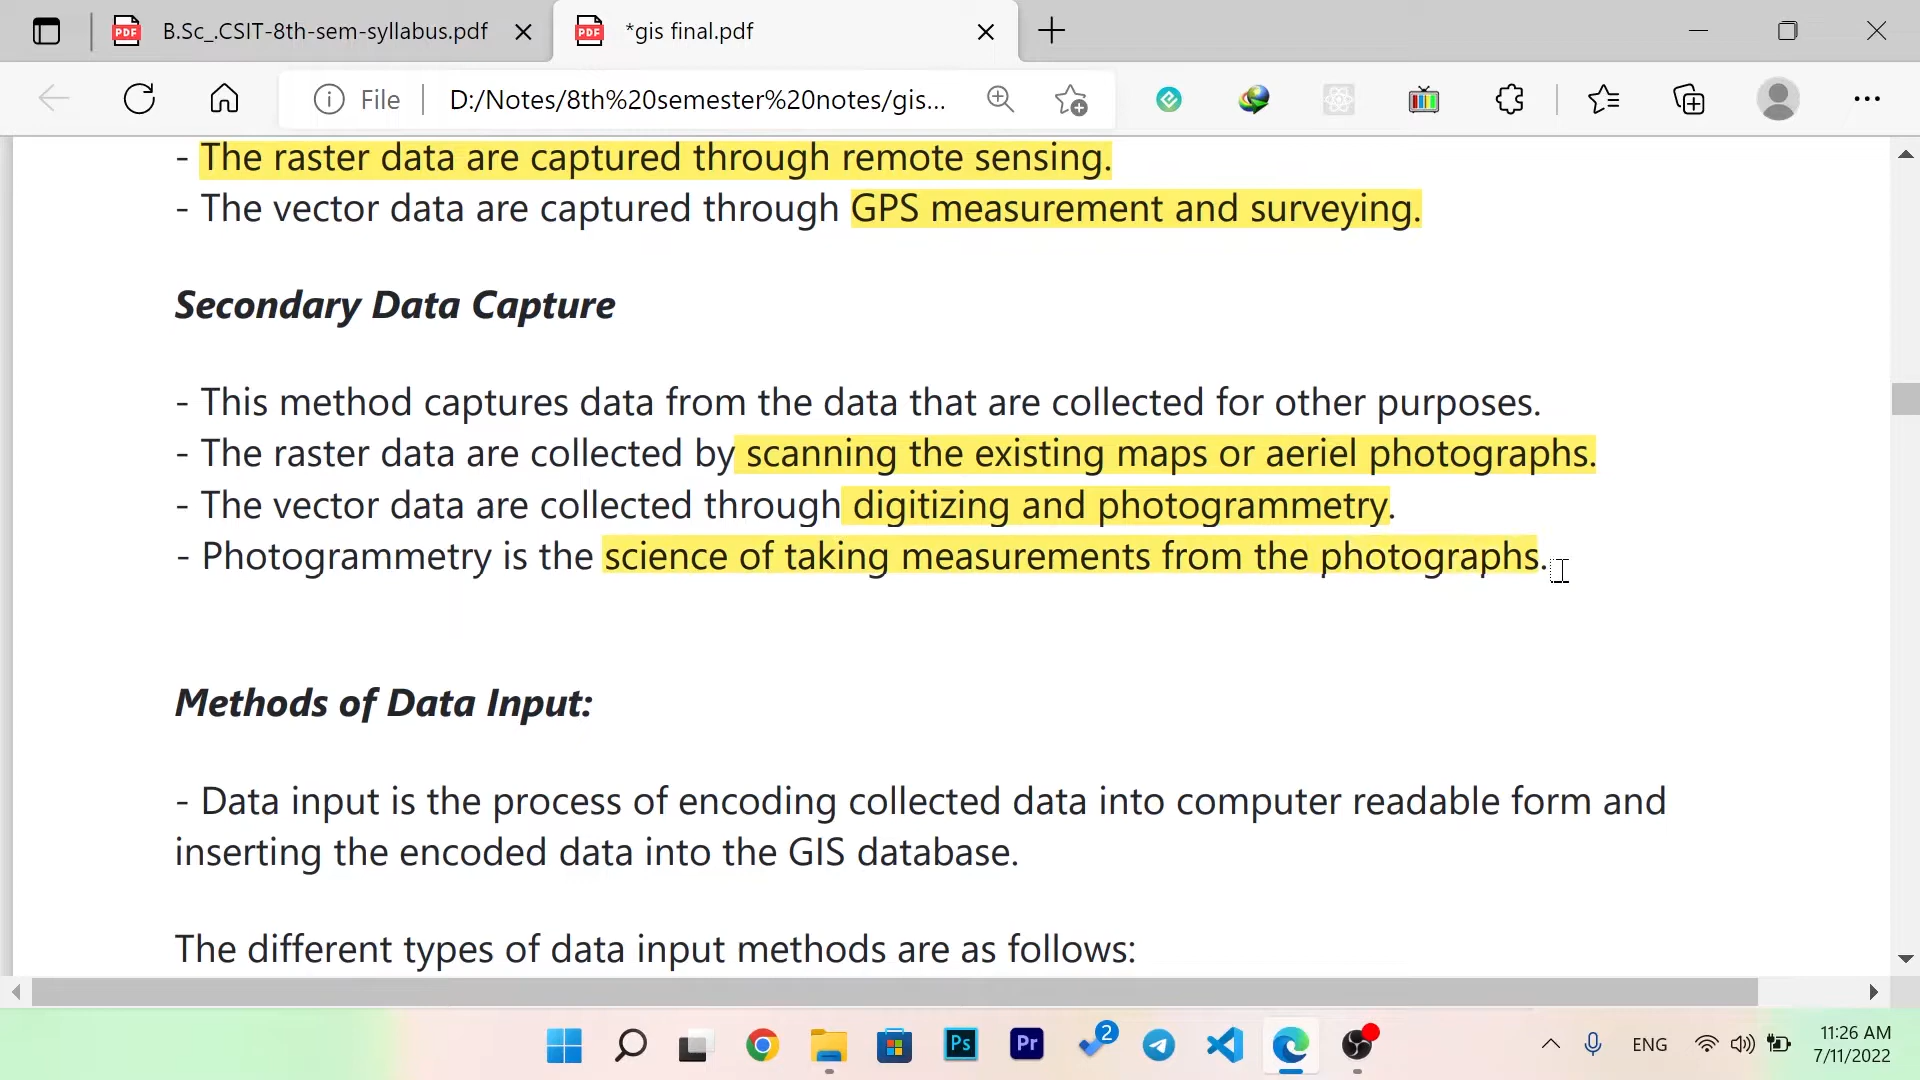 B.Sc_.CSIT-8th-sem-syllabus.pdf
*gis final.pdf
File
D:/Notes/8th%20semester%20notes/gis...
- The raster data are captured through remote sensing.
- The vector data are captured through GPS measurement and surveying.
Secondary Data Capture
- This method captures data from the data that are collected for other purposes.
- The raster data are collected by scanning the existing maps or aeriel photographs.
- The vector data are collected through digitizing and photogrammetry.
- Photogrammetry is the science of taking measurements from the photographs.
Methods of Data Input:
- Data input is the process of encoding collected data into computer readable form and
inserting the encoded data into the GIS database.
The different types of data input methods are as follows:
PDF
PDF
Ps
Pr
2
ENG
11:26 AM
7/11/2022